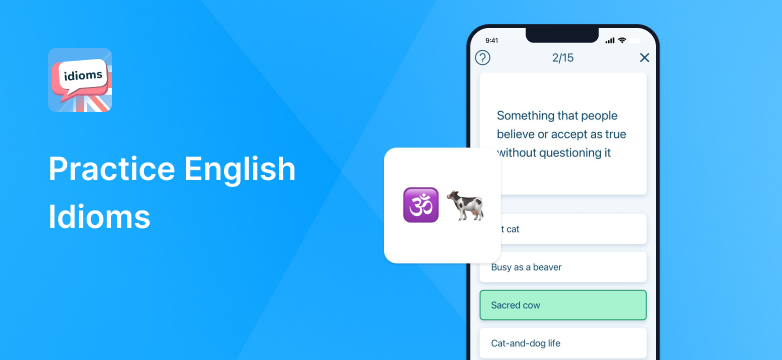 idioms
Practice English
Idioms
9:41
2/15
Something that people
believe or accept as true
without questioning it
ॐ
t cat
Busy as a beaver
Sacred cow
Cat-and-dog life